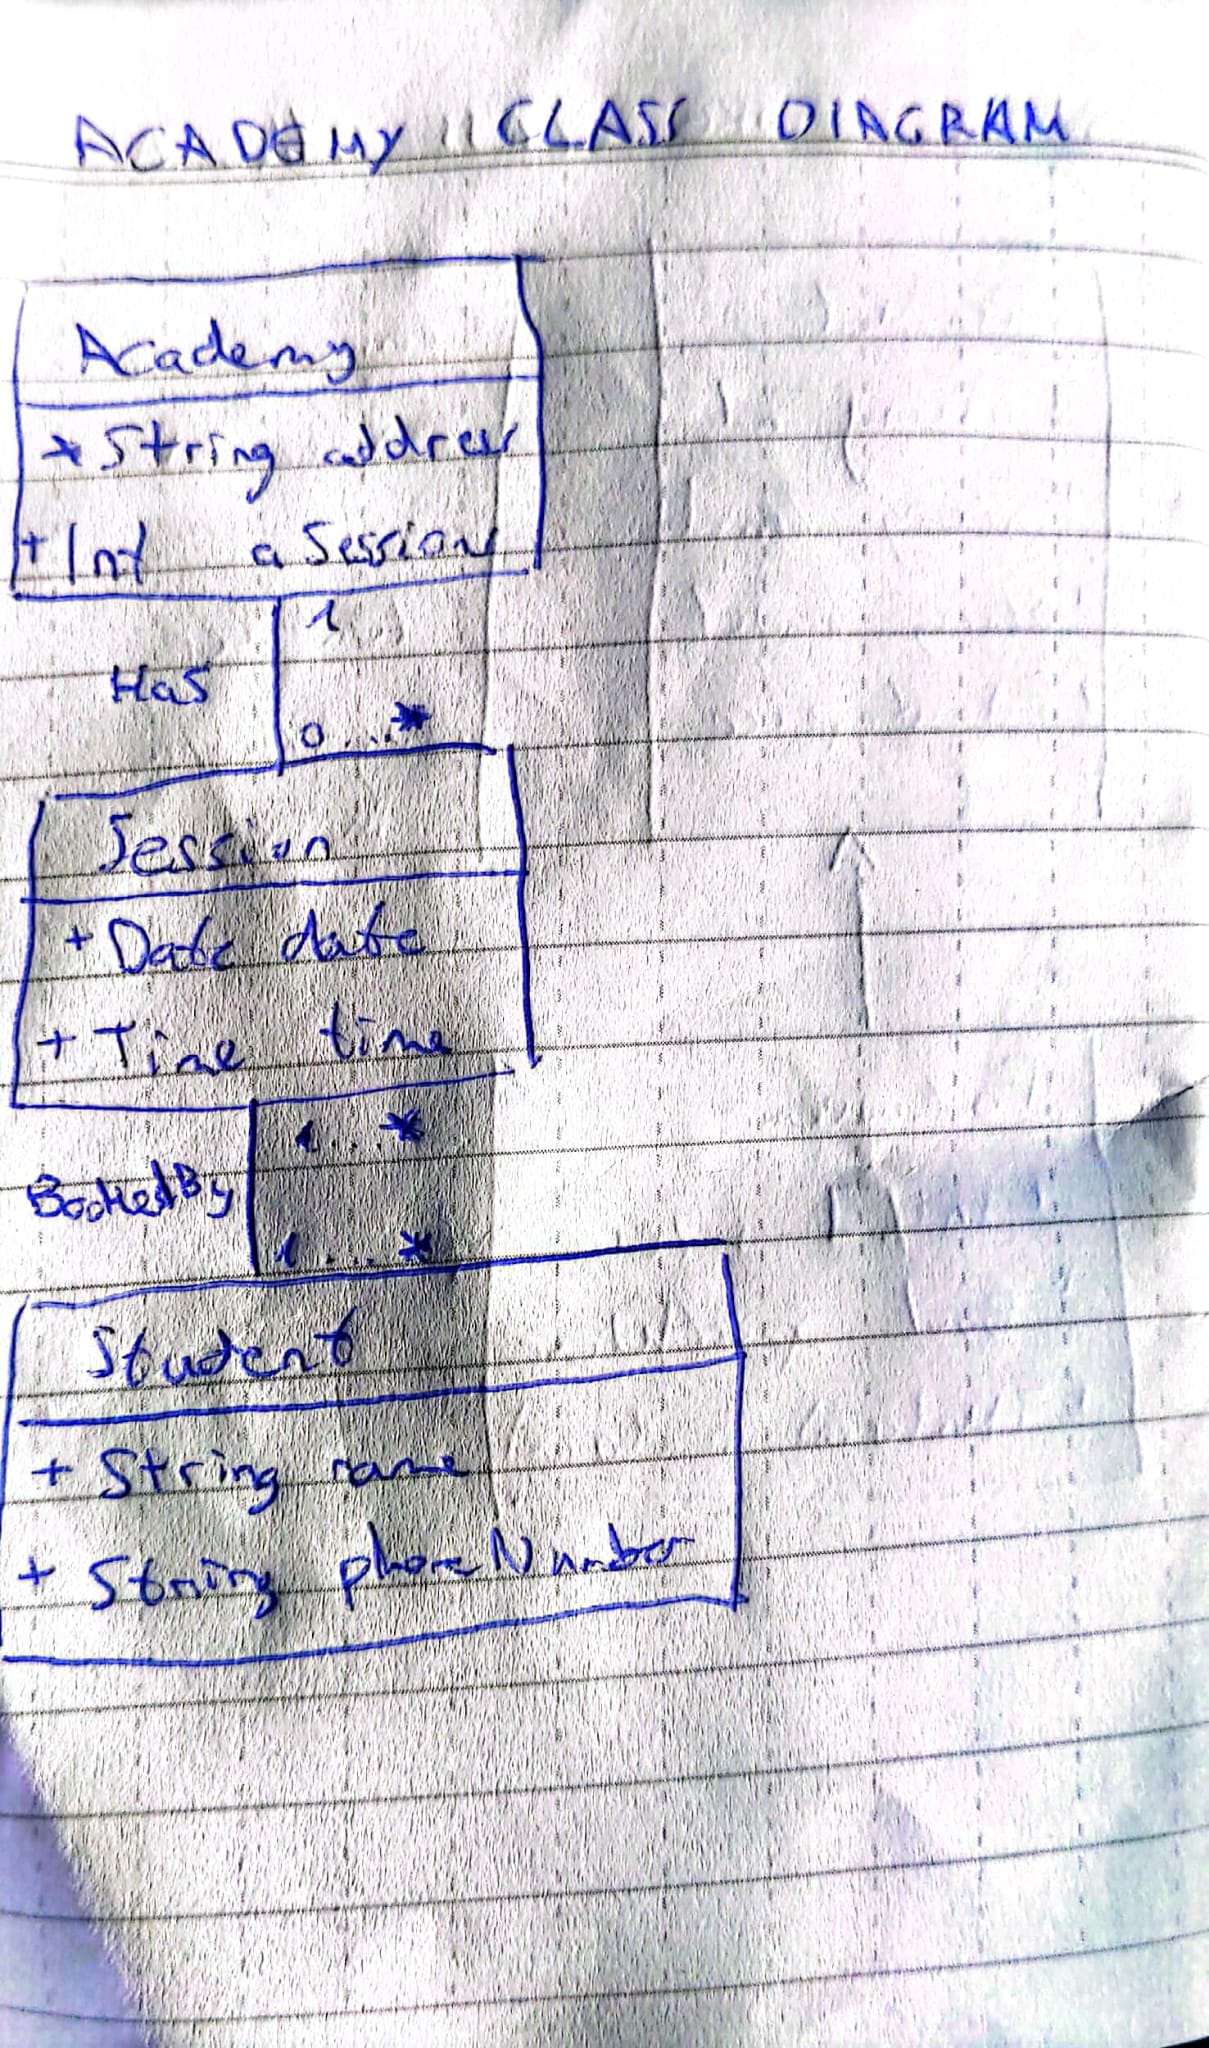 ACADEMY CLASS DIAGRAM
Academy
+ String address
+ Int aSession
1
Has
0...*
Session
+ Date date
+ Time time
1..*
BookedBy
1...*
Student
+ String name
+ String phoneNumber